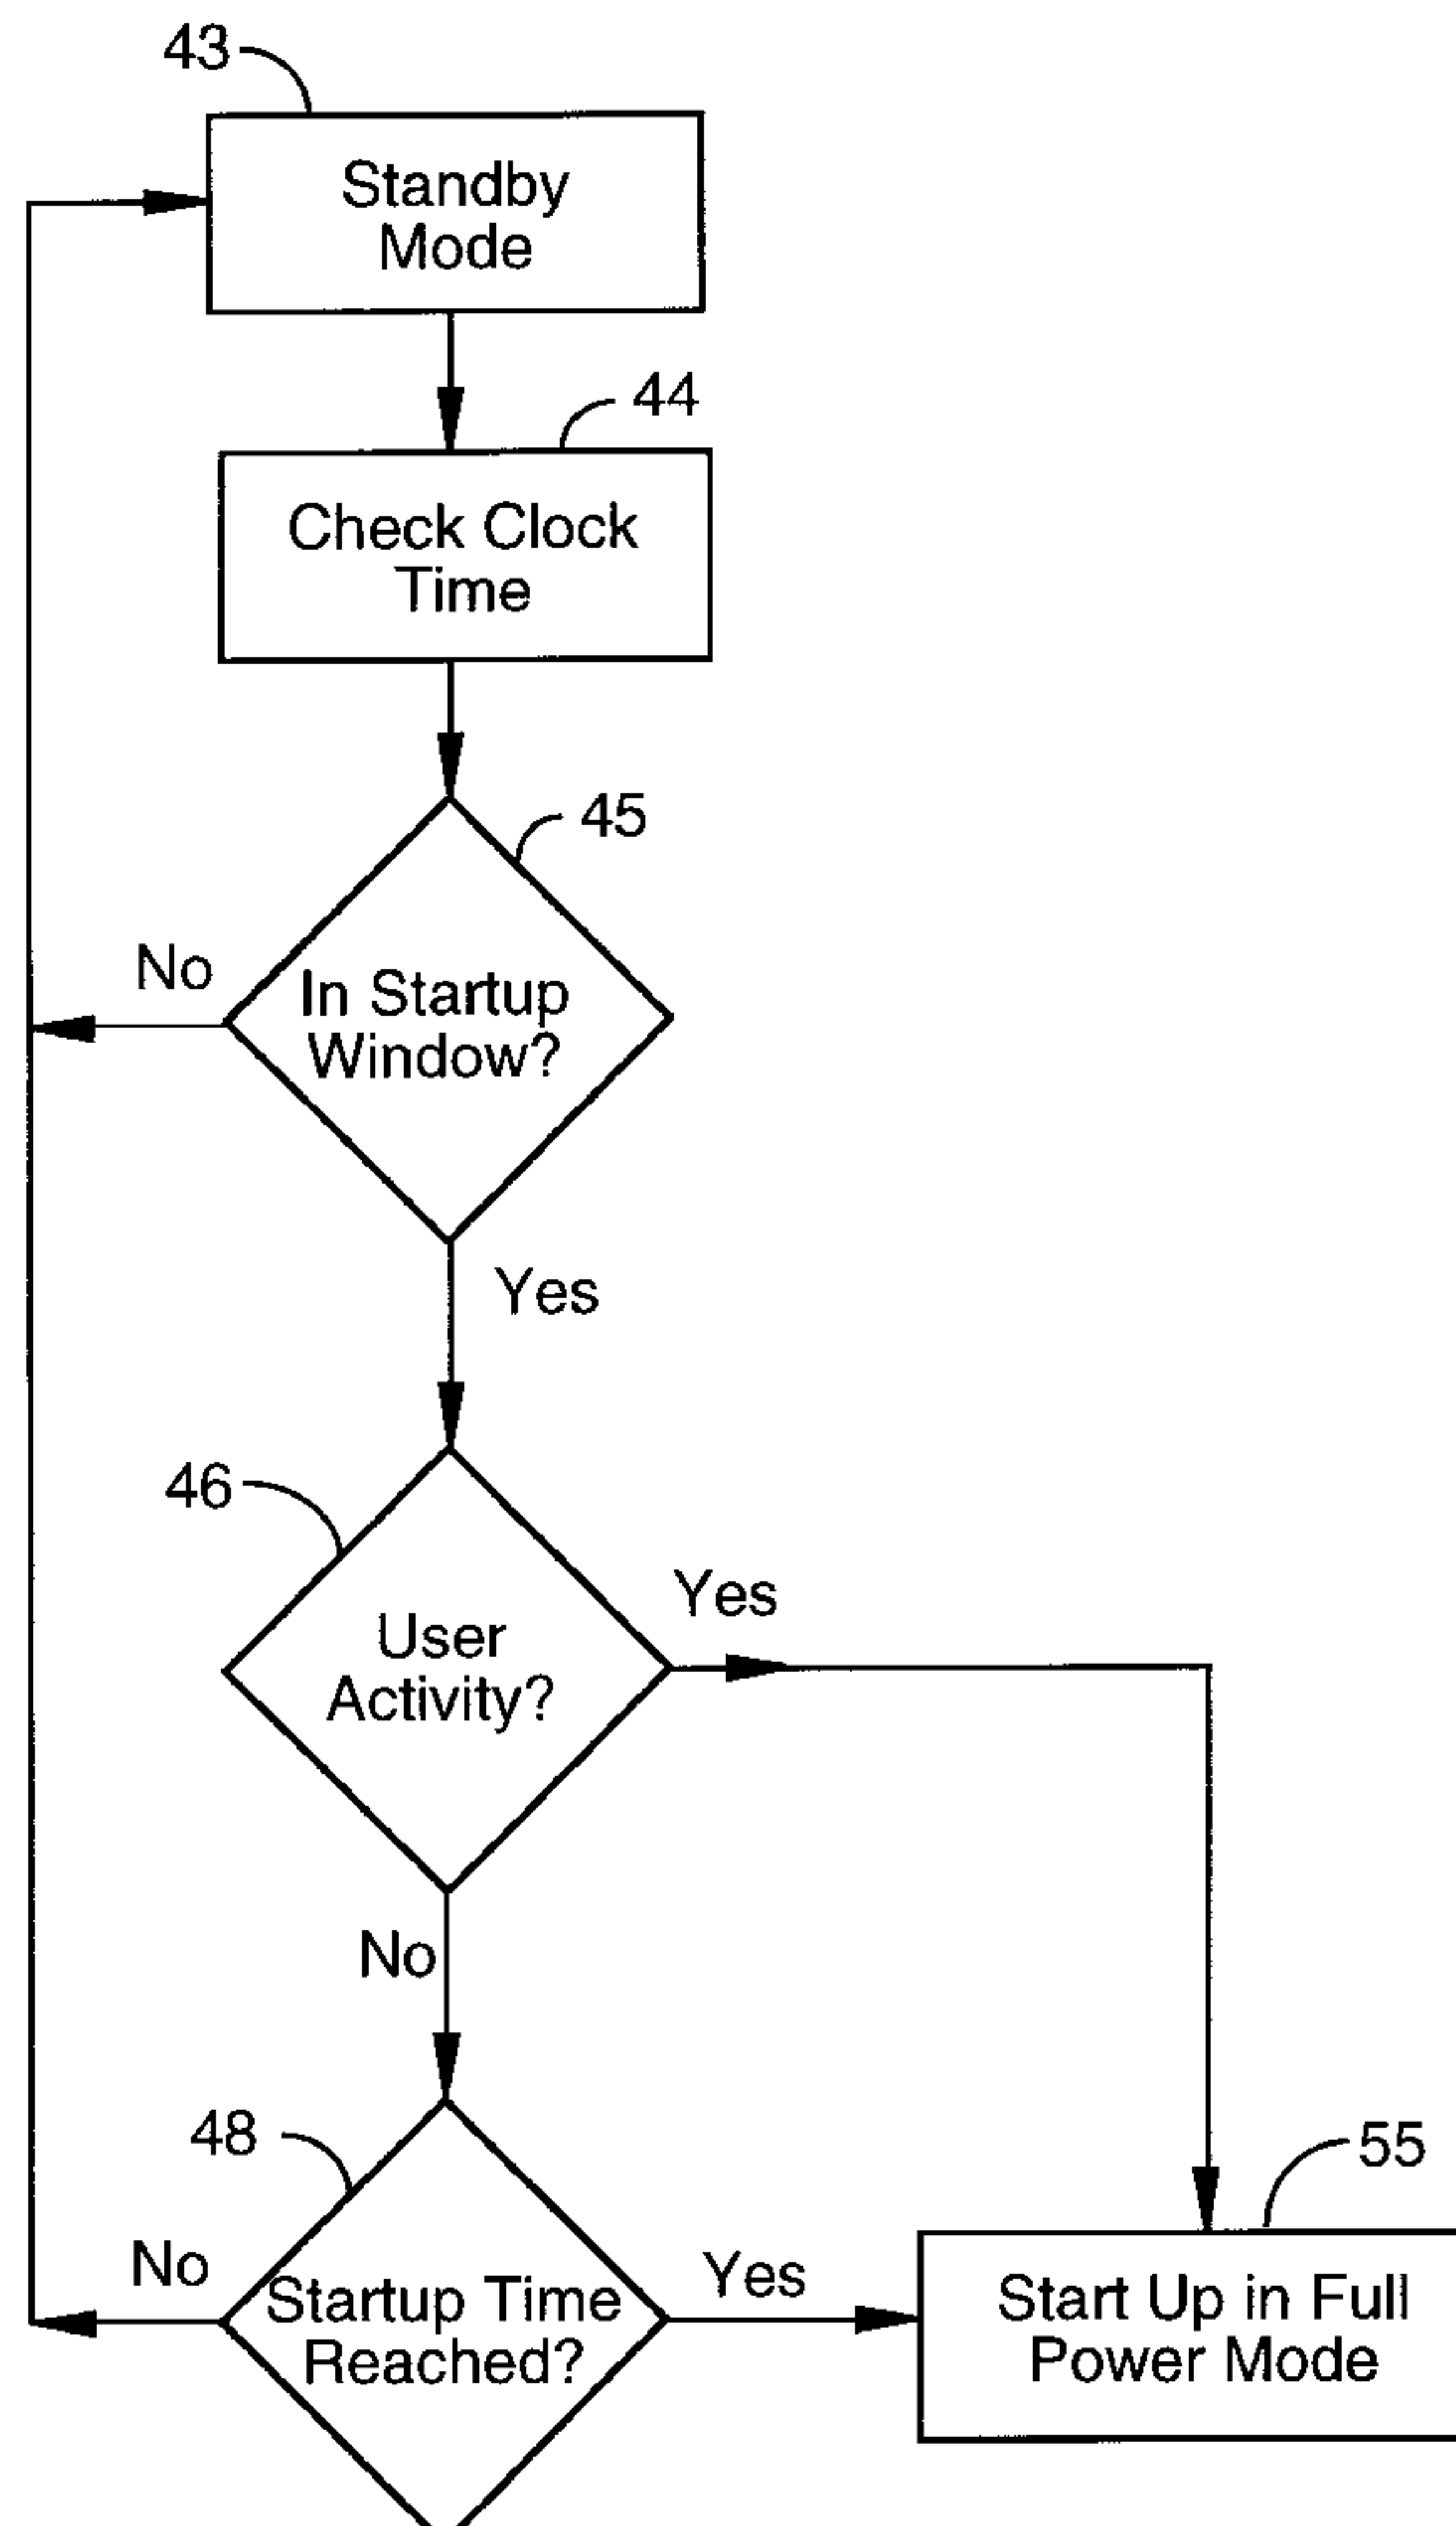 43
Standby
Mode
44
Check Clock
Time
45
No
In Startup
Window?
Yes
46
Yes
User
Activity?
No
48
55
No
Startup Time
Reached?
Yes
Start Up in Full
Power Mode